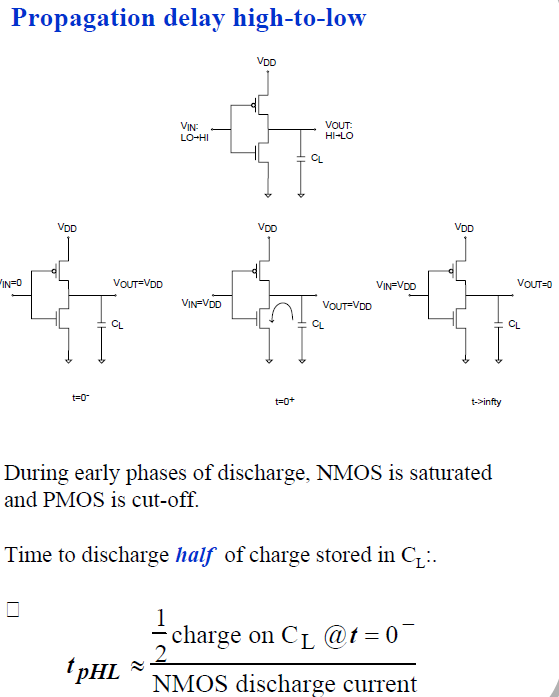 Propagation delay high-to-low
VDD
VIN:
LO→HI
VOUT:
HI→LO
CL
VDD
VIN=0
VOUT=VDD
CL
t=0-
VDD
VIN=VDD
VOUT=VDD
CL
t=0+
VDD
VIN=VDD
VOUT=0
CL
t->infty
During early phases of discharge, NMOS is saturated
and PMOS is cut-off.
Time to discharge half of charge stored in CL:.
1
2
charge on CL @t = 0−
tpHL ≈
NMOS discharge current